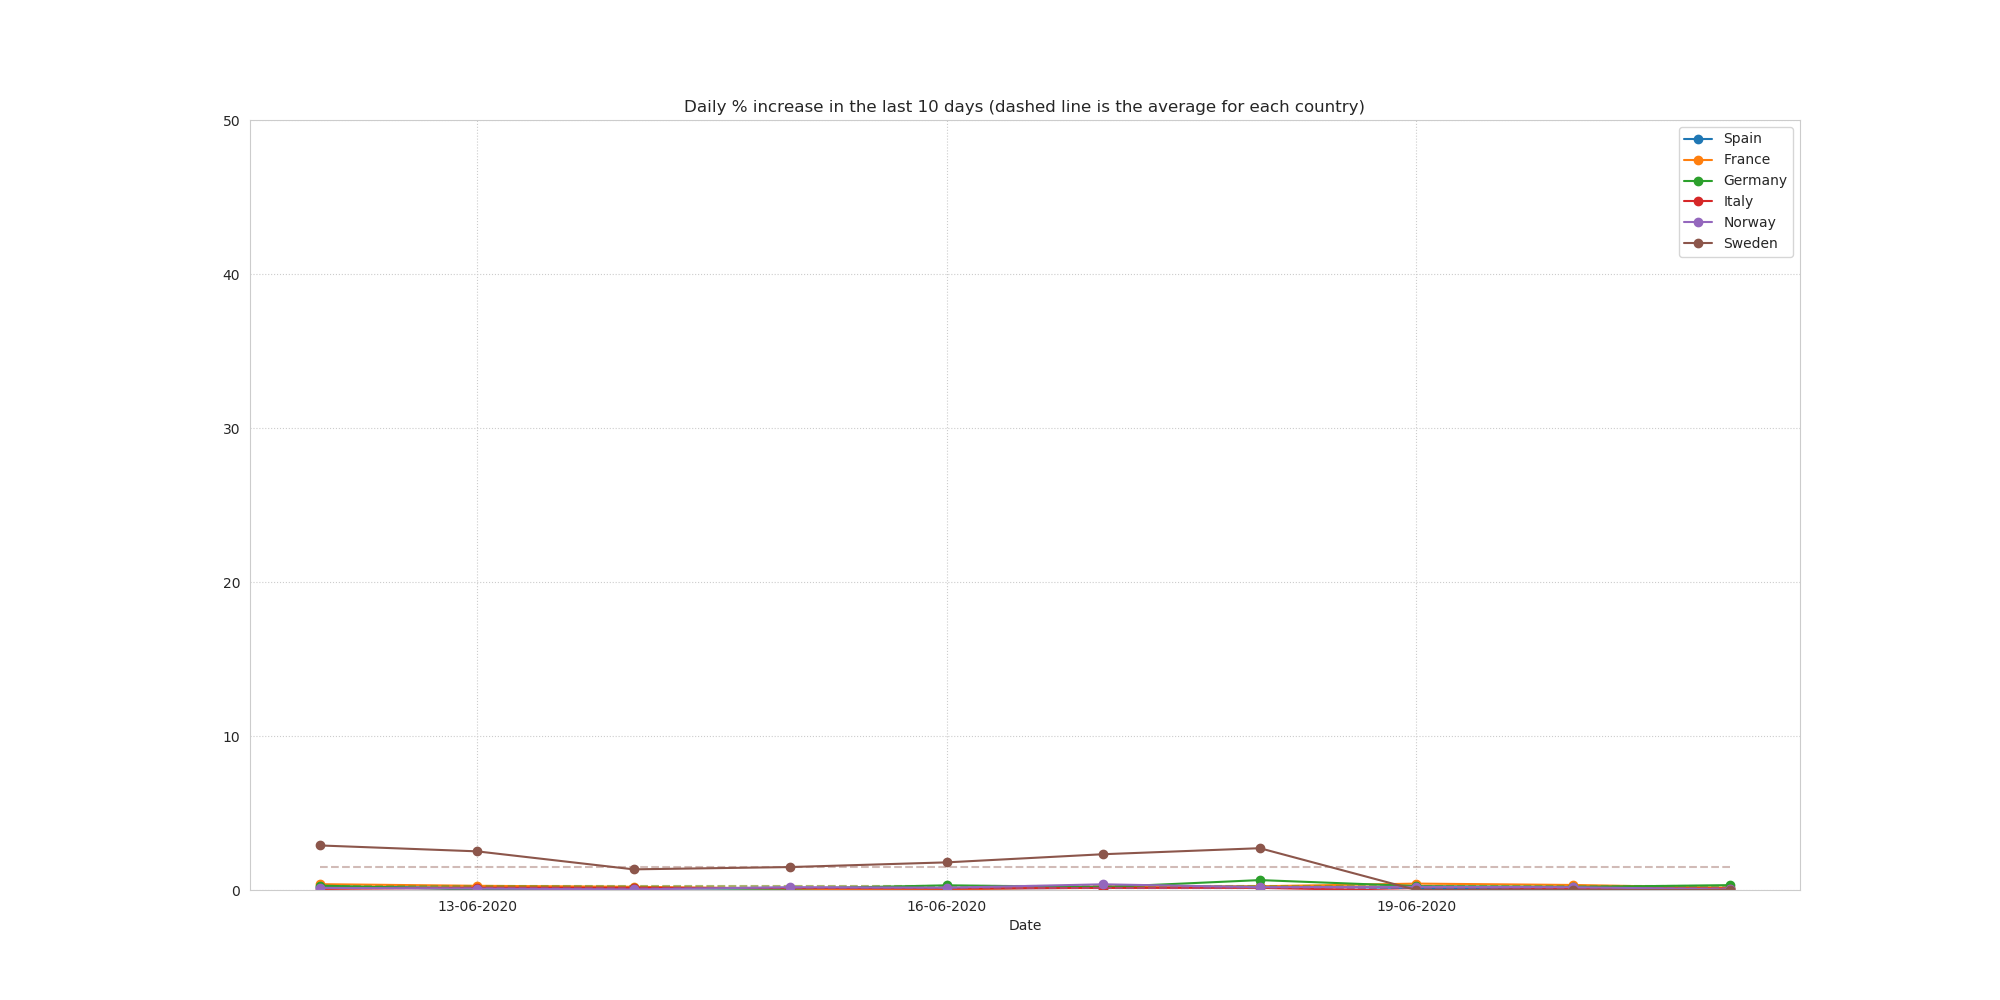 Daily % increase in the last 10 days (dashed line is the average for each country)
50
40
30
20
10
0
Spain
France
Germany
Italy
Norway
Sweden
13-06-2020 16-06-2020 19-06-2020
Date